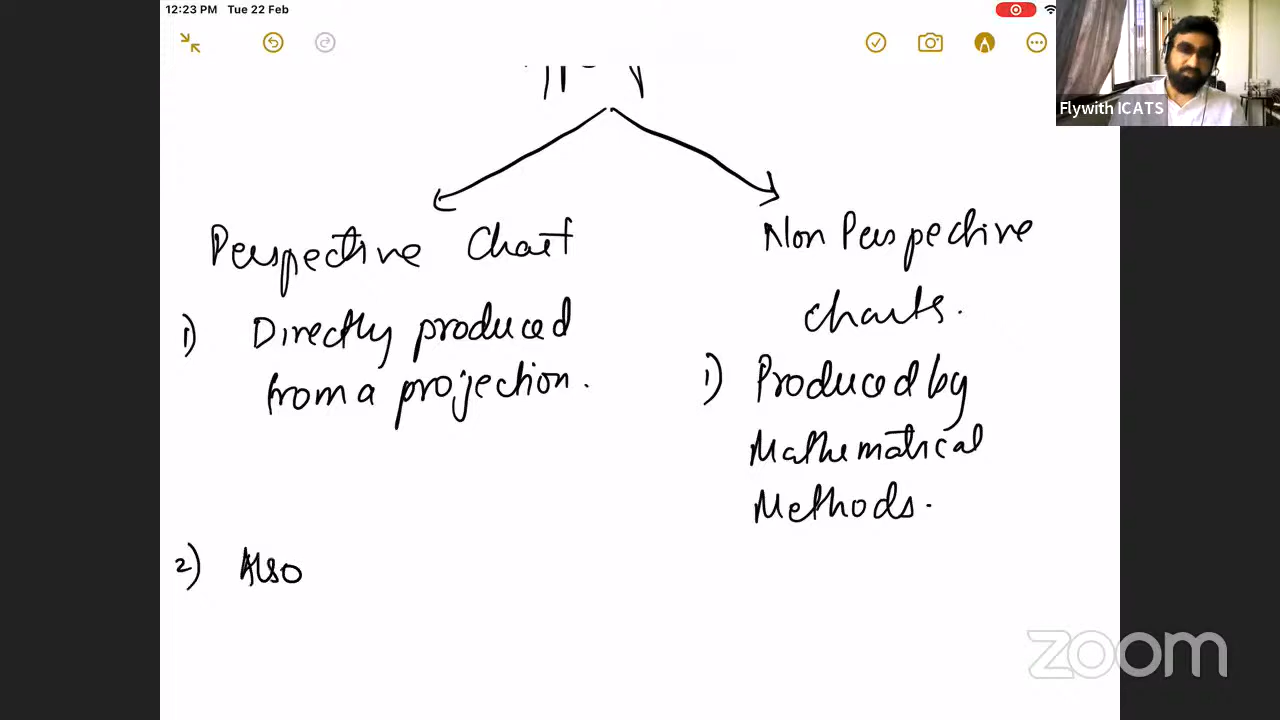 12:23 PM Tue 22 Feb
Flywith ICATS
Perspective Chart
1) Directly produced
from a projection.
2) Also
Non Perspective
charts.
1) Produced by
Mathematical
Methods.
zoom